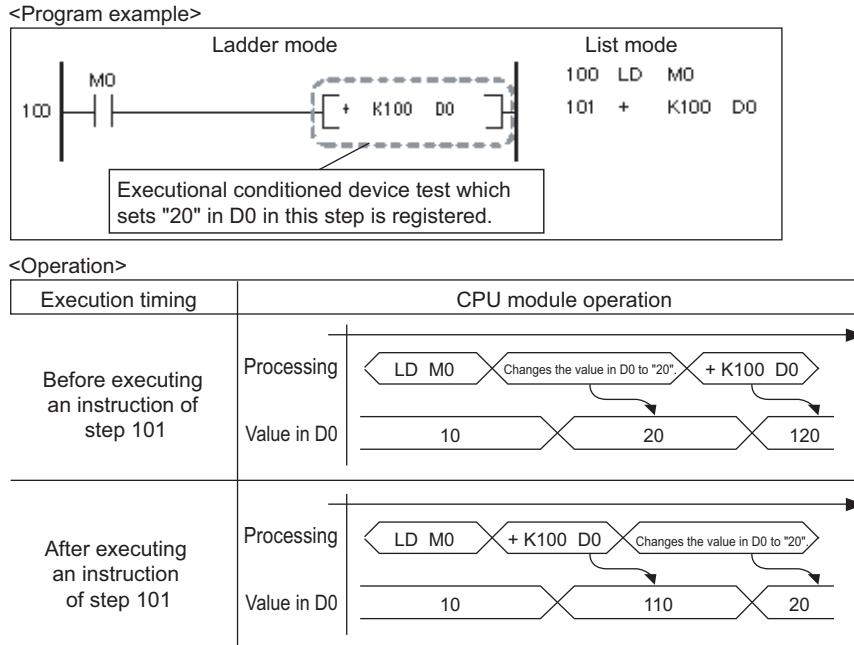 <Program example>
Ladder mode
List mode
M0
100
+ K100 D0
100 LD M0
101 + K100 D0
Executional conditioned device test which
sets "20" in D0 in this step is registered.
<Operation>
Execution timing
CPU module operation
Before executing
an instruction of
step 101
Processing
LD M0
Changes the value in D0 to "20".
+ K100 D0
Value in D0
10
20
120
After executing
an instruction
of step 101
Processing
LD M0
+ K100 D0
Changes the value in D0 to "20".
Value in D0
10
110
20